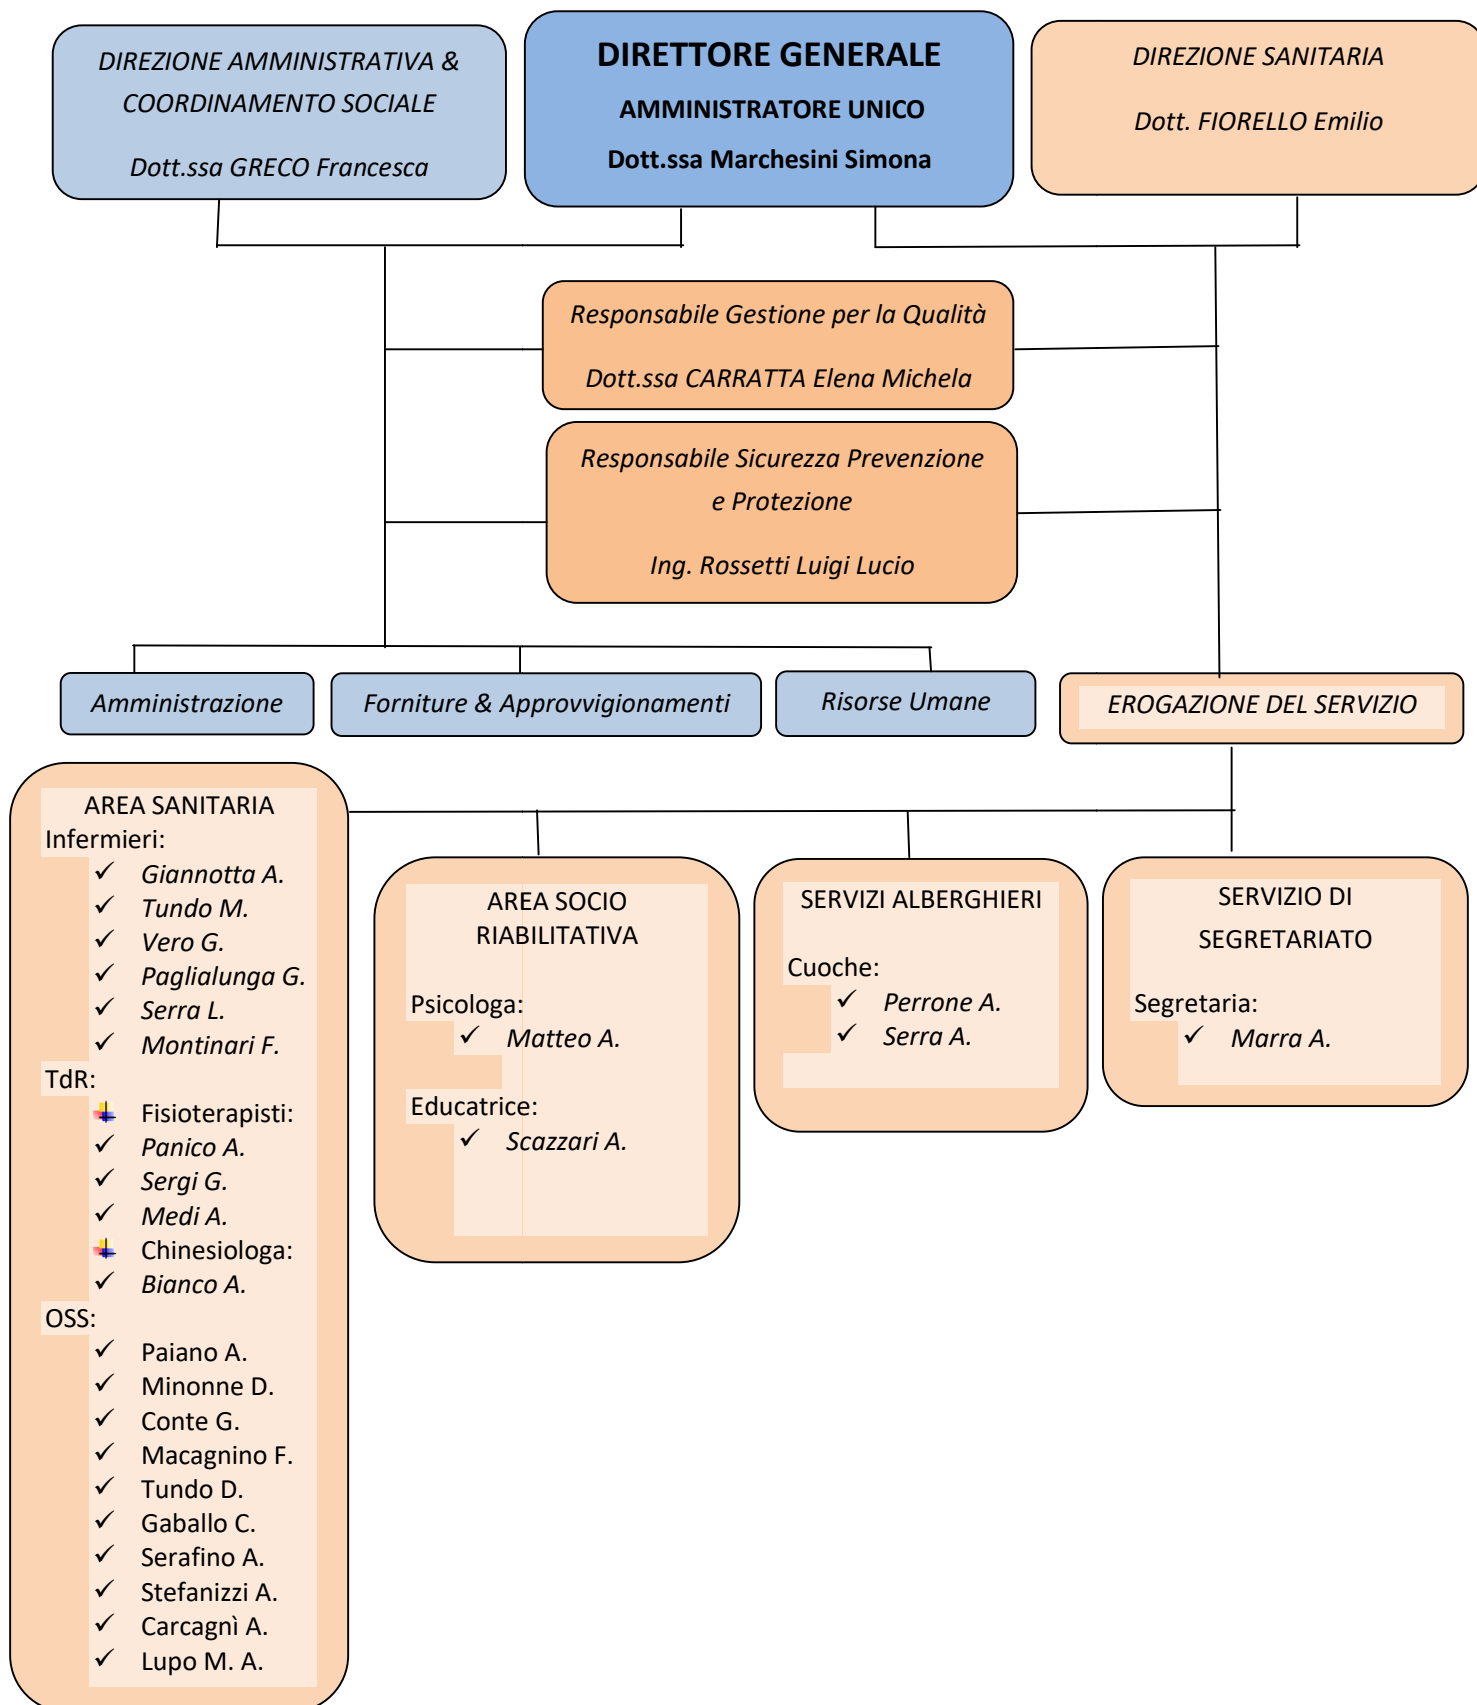 DIREZIONE AMMINISTRATIVA &
COORDINAMENTO SOCIALE
Dott.ssa GRECO Francesca
DIRETTORE GENERALE
AMMINISTRATORE UNICO
Dott.ssa Marchesini Simona
DIREZIONE SANITARIA
Dott. FIORELLO Emilio
Responsabile Gestione per la Qualità
Dott.ssa CARRATTA Elena Michela
Responsabile Sicurezza Prevenzione
e Protezione
Ing. Rossetti Luigi Lucio
Amministrazione
Forniture & Approvvigionamenti
Risorse Umane
EROGAZIONE DEL SERVIZIO
AREA SANITARIA
Infermieri:
✓ Giannotta A.
✓ Tundo M.
✓ Vero G.
✓ Paglialunga G.
✓ Serra L.
✓ Montinari F.
TdR:
Fisioterapisti:
✓ Panico A.
✓ Sergi G.
✓ Medi A.
Chinesiologa:
✓ Bianco A.
OSS:
✓ Paiano A.
✓ Minonne D.
✓ Conte G.
✓ Macagnino F.
✓ Tundo D.
✓ Gaballo C.
✓ Serafino A.
✓ Stefanizzi A.
✓ Carcagnì A.
✓ Lupo M. A.
AREA SOCIO
RIABILITATIVA
Psicologa:
✓ Matteo A.
Educatrice:
✓ Scazzari A.
SERVIZI ALBERGHIERI
Cuoche:
✓ Perrone A.
✓ Serra A.
SERVIZIO DI
SEGRETARIATO
Segretaria:
✓ Marra A.